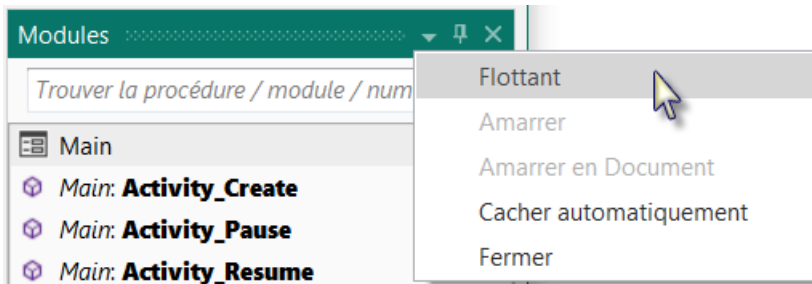 Modules
Trouver la procédure / module / num
Main
Main: Activity_Create
Main: Activity_Pause
Main: Activity_Resume
Flottant
Amarrer
Amarrer en Document
Cacher automatiquement
Fermer